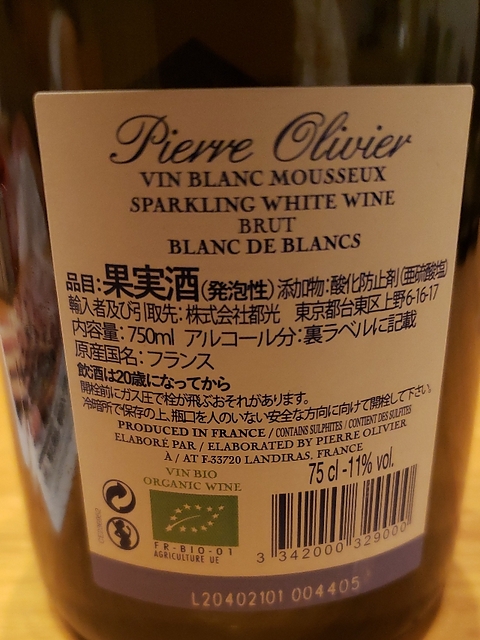 Pierre Olivier
VIN BLANC MOUSSEUX
SPARKLING WHITE WINE
BRUT
BLANC DE BLANCS
品目:果実酒(発泡性) 添加物:酸化防止剤(亜硫酸塩)
輸入者及び引取先:株式会社都光 東京都台東区上野6-16-17
内容量:750ml アルコール分:裏ラベルに記載
原産国名:フランス
飲酒は20歳になってから
開栓前にガス圧で栓が飛ぶおそれがあります。
冷暗所で保存の上、瓶口を人のいない安全な方向に向けて開栓して下さい。
PRODUCED IN FRANCE / CONTAINS SULPHITES / CONTIENT DES SULFITES
ELABORÉ PAR / ELABORATED BY PIERRE OLIVIER
À / AT F-33720 LANDIRAS, FRANCE
VIN BIO
ORGANIC WINE
75 cl -11% vol.
FR-BIO-01
AGRICULTURE UE
3 342000 329000
L20402101 004405